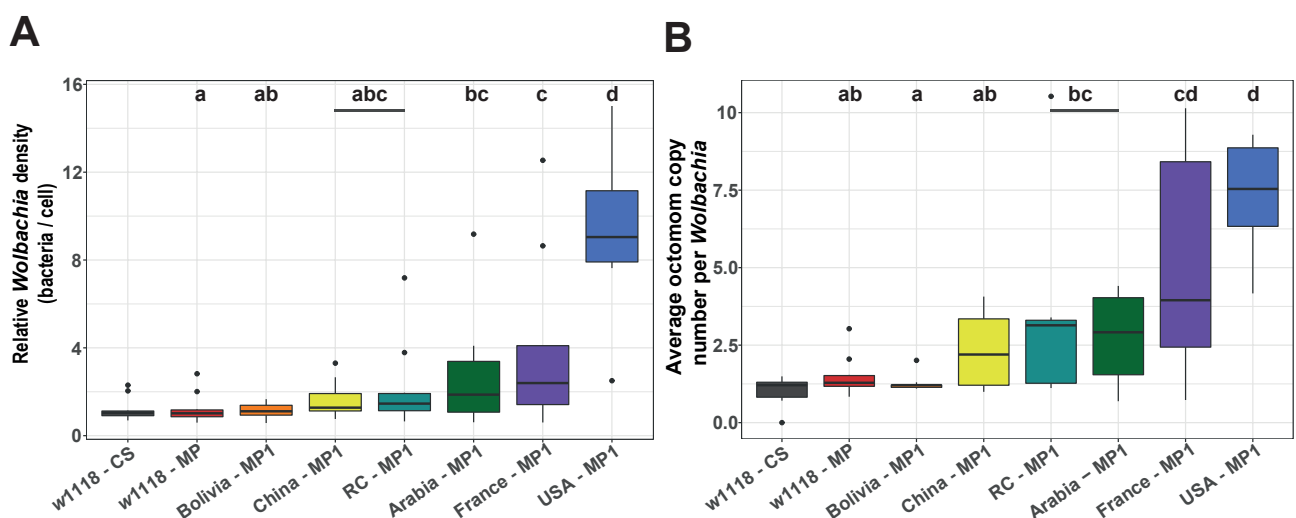 A
Relative Wolbachia density
(bacteria / cell)
16
12
8
4
0
a
ab
abc
bc
c
d
w1118 - CS
w1118 - MP
Bolivia - MP1
China - MP1
RC - MP1
Arabia - MP1
France - MP1
USA - MP1
B
Average octomom copy
number per Wolbachia
10
7.5
5.0
2.5
0.0
ab
a
ab
bc
cd
d
w1118 - CS
w1118 - MP
Bolivia - MP1
China - MP1
RC - MP1
Arabia – MP1
France - MP1
USA - MP1